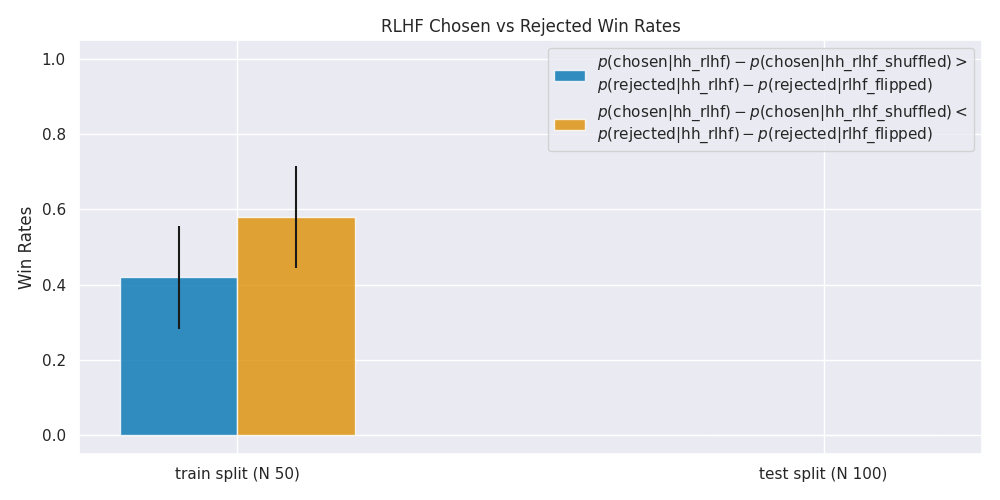 RLHF Chosen vs Rejected Win Rates
p(chosen|hh_rlhf) − p(chosen|hh_rlhf_shuffled) >
p(rejected|hh_rlhf) − p(rejected|rlhf_flipped)
p(chosen|hh_rlhf) − p(chosen|hh_rlhf_shuffled) <
p(rejected|hh_rlhf) − p(rejected|rlhf_flipped)
Win Rates
1.0
0.8
0.6
0.4
0.2
0.0
train split (N 50)
test split (N 100)